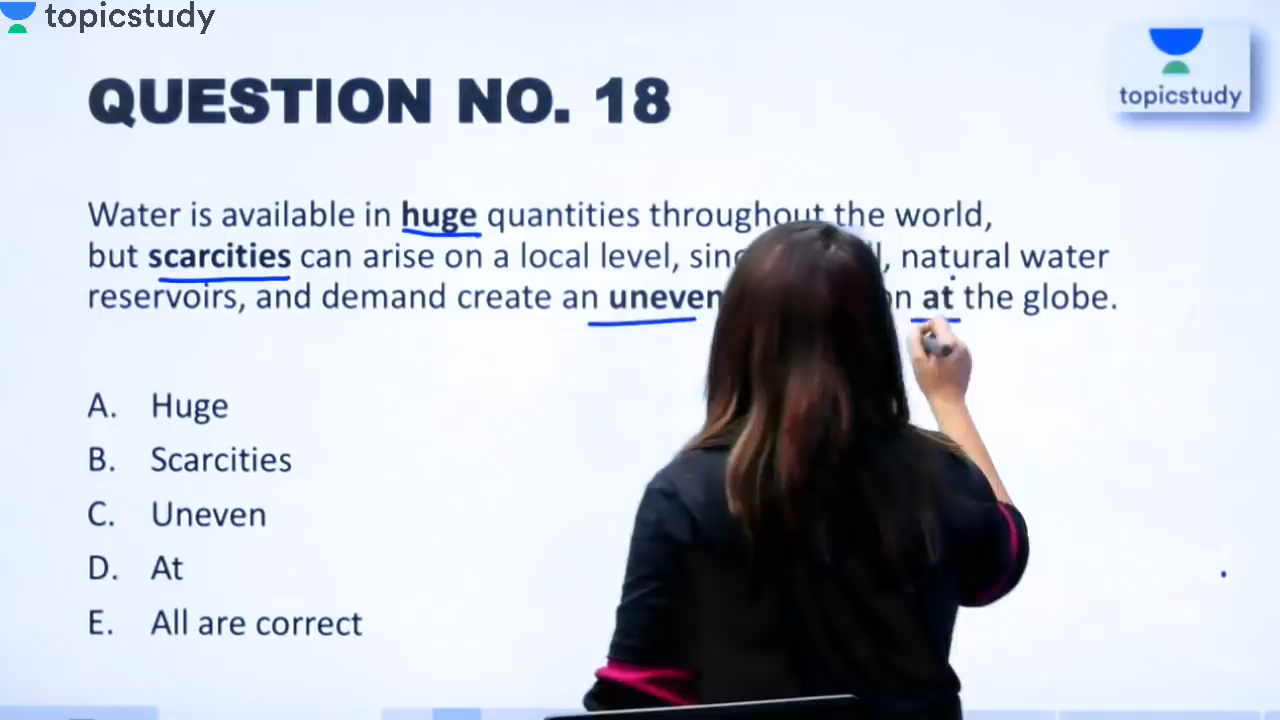 topicstudy
topicstudy
QUESTION NO. 18
Water is available in huge quantities throughout the world,
but scarcities can arise on a local level, natural water
reservoirs, and demand create an uneven at the globe.
A. Huge
B. Scarcities
C. Uneven
D. At
E. All are correct